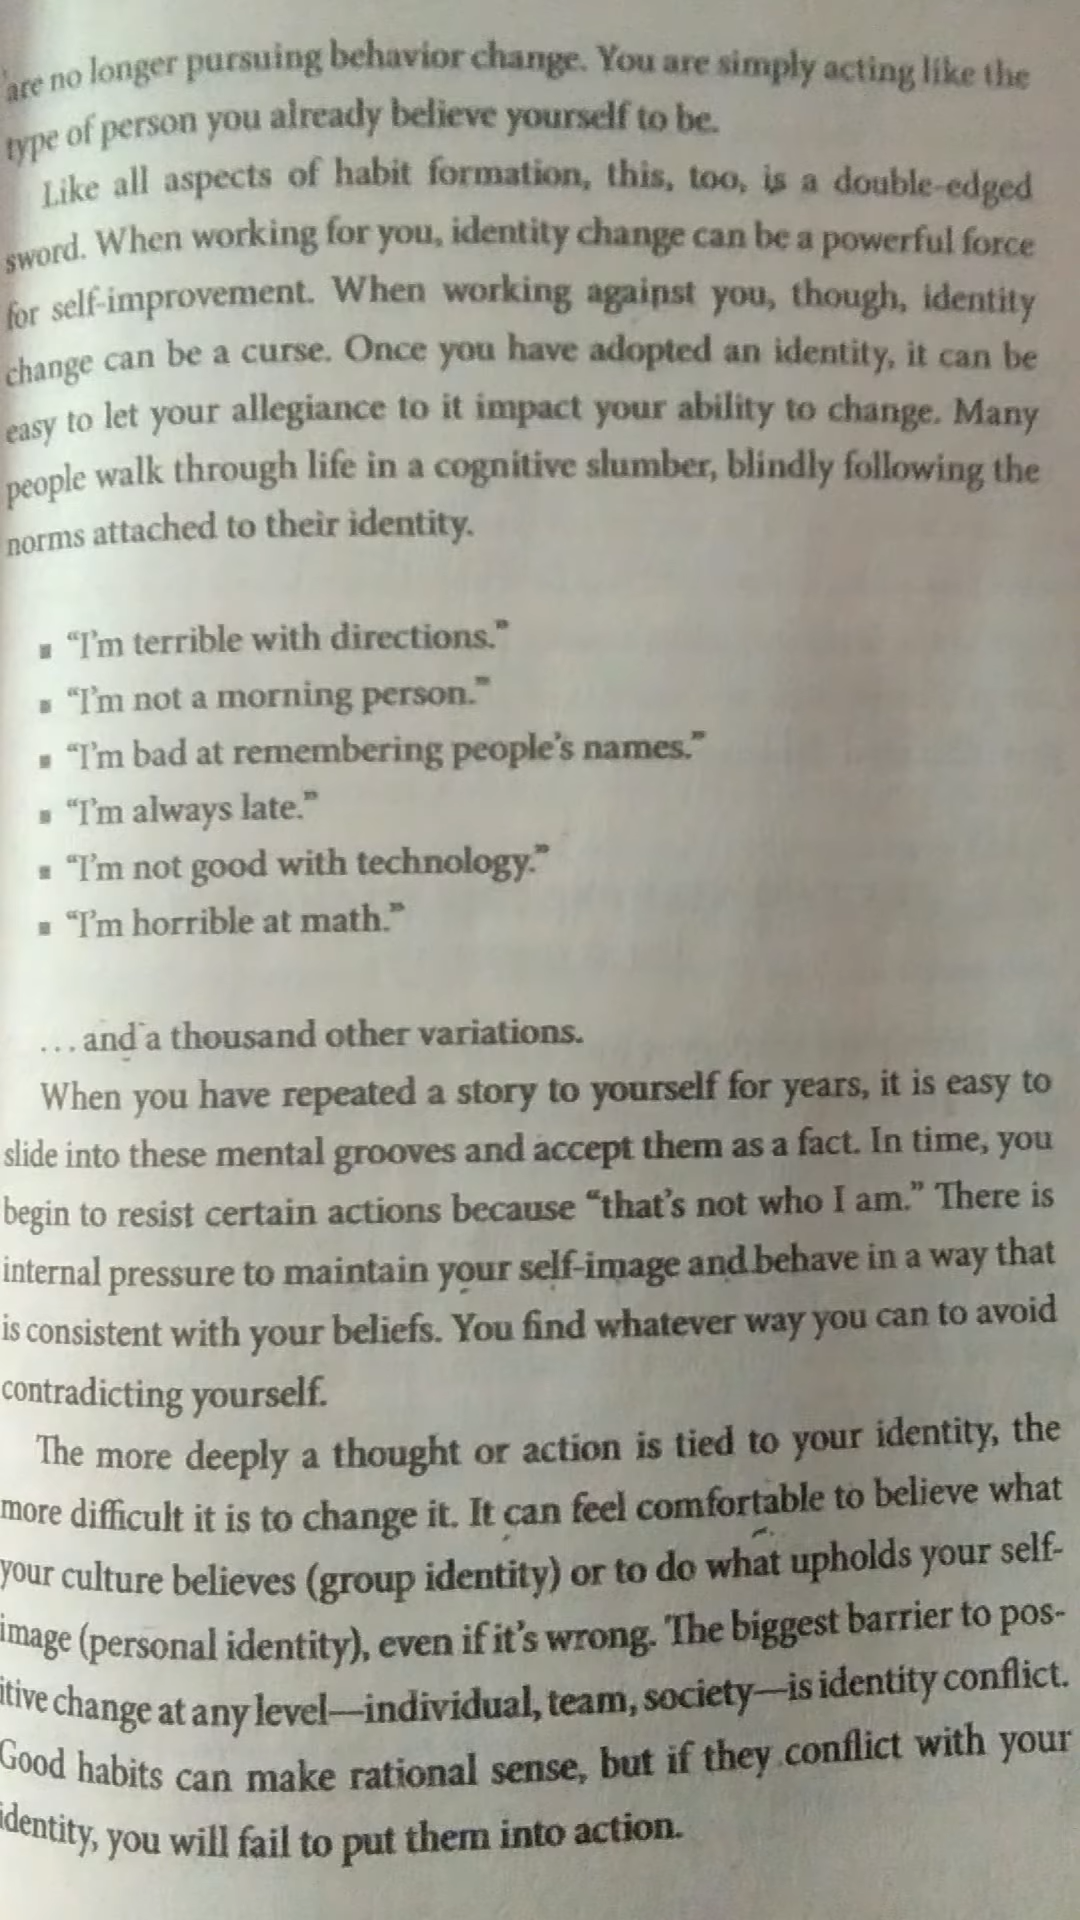 are no longer pursuing behavior change. You are simply acting like the
type of person you already believe yourself to be.
Like all aspects of habit formation, this, too, is a double-edged
sword. When working for you, identity change can be a powerful force
for self-improvement. When working against you, though, identity
change can be a curse. Once you have adopted an identity, it can be
easy to let your allegiance to it impact your ability to change. Many
people walk through life in a cognitive slumber, blindly following the
norms attached to their identity.
▪ “I’m terrible with directions.”
▪ “I’m not a morning person.”
▪ “I’m bad at remembering people’s names.”
▪ “I’m always late.”
▪ “I’m not good with technology.”
▪ “I’m horrible at math.”
. . . and a thousand other variations.
When you have repeated a story to yourself for years, it is easy to
slide into these mental grooves and accept them as a fact. In time, you
begin to resist certain actions because “that’s not who I am.” There is
internal pressure to maintain your self-image and behave in a way that
is consistent with your beliefs. You find whatever way you can to avoid
contradicting yourself.
The more deeply a thought or action is tied to your identity, the
more difficult it is to change it. It can feel comfortable to believe what
your culture believes (group identity) or to do what upholds your self-
image (personal identity), even if it’s wrong. The biggest barrier to pos-
itive change at any level—individual, team, society—is identity conflict.
Good habits can make rational sense, but if they conflict with your
identity, you will fail to put them into action.